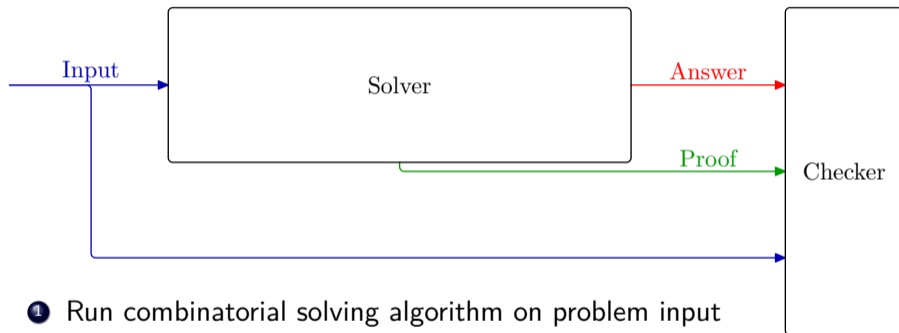 Input
Solver
Answer
Proof
Checker
1 Run combinatorial solving algorithm on problem input